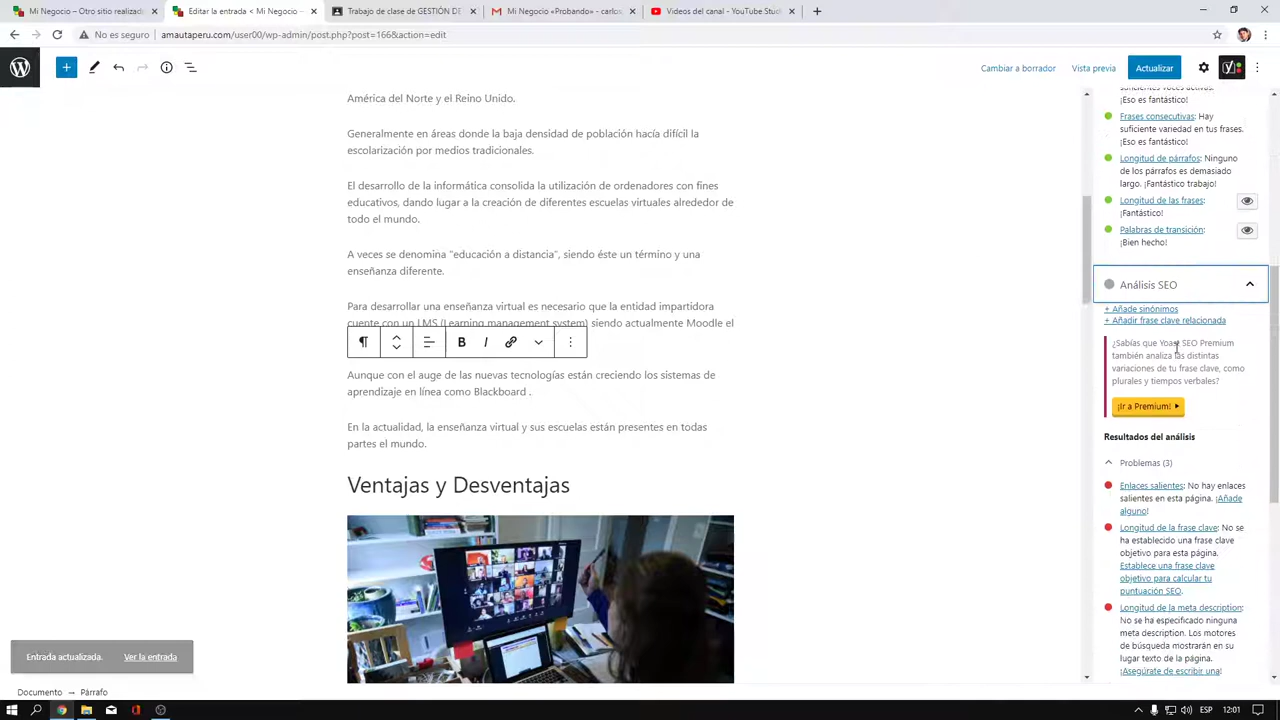 Mi Negocio – Otro sitio realizado
Editar la entrada < Mi Negocio –
Trabajo de clase de GESTIÓN DE
Mi Negocio «Probando» - carlos
Videos del canal - YouTube Studi
No es seguro | amautaperu.com/user00/wp-admin/post.php?post=166&action=edit
Cambiar a borrador
Vista previa
Actualizar
América del Norte y el Reino Unido.
Generalmente en áreas donde la baja densidad de población hacía difícil la
escolarización por medios tradicionales.
El desarrollo de la informática consolida la utilización de ordenadores con fines
educativos, dando lugar a la creación de diferentes escuelas virtuales alrededor de
todo el mundo.
A veces se denomina "educación a distancia", siendo éste un término y una
enseñanza diferente.
Para desarrollar una enseñanza virtual es necesario que la entidad impartidora
cuente con un LMS (Learning management system) siendo actualmente Moodle el
B
I
Aunque con el auge de las nuevas tecnologías están creciendo los sistemas de
aprendizaje en línea como Blackboard .
En la actualidad, la enseñanza virtual y sus escuelas están presentes en todas
partes el mundo.
Ventajas y Desventajas
suficientes voces activas.
¡Eso es fantástico!
Frases consecutivas: Hay
suficiente variedad en tus frases.
¡Eso es fantástico!
Longitud de párrafos: Ninguno
de los párrafos es demasiado
largo. ¡Fantástico trabajo!
Longitud de las frases:
¡Fantástico!
Palabras de transición:
¡Bien hecho!
Análisis SEO
+ Añade sinónimos
+ Añadir frase clave relacionada
¿Sabías que Yoast SEO Premium
también analiza las distintas
variaciones de tu frase clave, como
plurales y tiempos verbales?
¡Ir a Premium!
Resultados del análisis
Problemas (3)
Enlaces salientes: No hay enlaces
salientes en esta página. ¡Añade
alguno!
Longitud de la frase clave: No se
ha establecido una frase clave
objetivo para esta página.
Establece una frase clave
objetivo para calcular tu
puntuación SEO.
Longitud de la meta description:
No se ha especificado ninguna
meta description. Los motores
de búsqueda mostrarán en su
lugar texto de la página.
¡Asegúrate de escribir una!
Entrada actualizada.
Ver la entrada
Documento → Párrafo
ESP
12:01